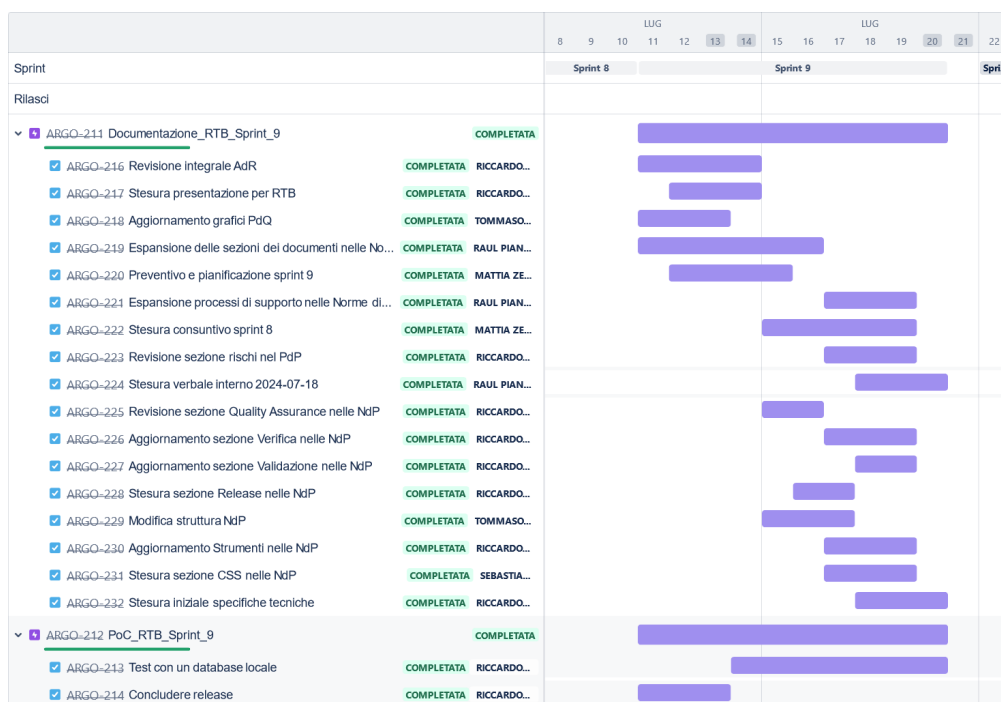 LUG LUG
8 9 10 11 12 13 14 15 16 17 18 19 20 21 22
Sprint Sprint 8 Sprint 9 Spri
Rilasci
ARGO-211 Documentazione_RTB_Sprint_9 COMPLETATA
ARGO-216 Revisione integrale AdR COMPLETATA RICCARDO...
ARGO-217 Stesura presentazione per RTB COMPLETATA RICCARDO...
ARGO-218 Aggiornamento grafici PdQ COMPLETATA TOMMASO...
ARGO-219 Espansione delle sezioni dei documenti nelle No... COMPLETATA RAUL PIAN...
ARGO-220 Preventivo e pianificazione sprint 9 COMPLETATA MATTIA ZE...
ARGO-221 Espansione processi di supporto nelle Norme di... COMPLETATA RAUL PIAN...
ARGO-222 Stesura consuntivo sprint 8 COMPLETATA MATTIA ZE...
ARGO-223 Revisione sezione rischi nel PdP COMPLETATA RICCARDO...
ARGO-224 Stesura verbale interno 2024-07-18 COMPLETATA RAUL PIAN...
ARGO-225 Revisione sezione Quality Assurance nelle NdP COMPLETATA RICCARDO...
ARGO-226 Aggiornamento sezione Verifica nelle NdP COMPLETATA RICCARDO...
ARGO-227 Aggiornamento sezione Validazione nelle NdP COMPLETATA RICCARDO...
ARGO-228 Stesura sezione Release nelle NdP COMPLETATA RICCARDO...
ARGO-229 Modifica struttura NdP COMPLETATA TOMMASO...
ARGO-230 Aggiornamento Strumenti nelle NdP COMPLETATA RICCARDO...
ARGO-231 Stesura sezione CSS nelle NdP COMPLETATA SEBASTIA...
ARGO-232 Stesura iniziale specifiche tecniche COMPLETATA RICCARDO...
ARGO-212 PoC_RTB_Sprint_9 COMPLETATA
ARGO-213 Test con un database locale COMPLETATA RICCARDO...
ARGO-214 Concludere release COMPLETATA RICCARDO...